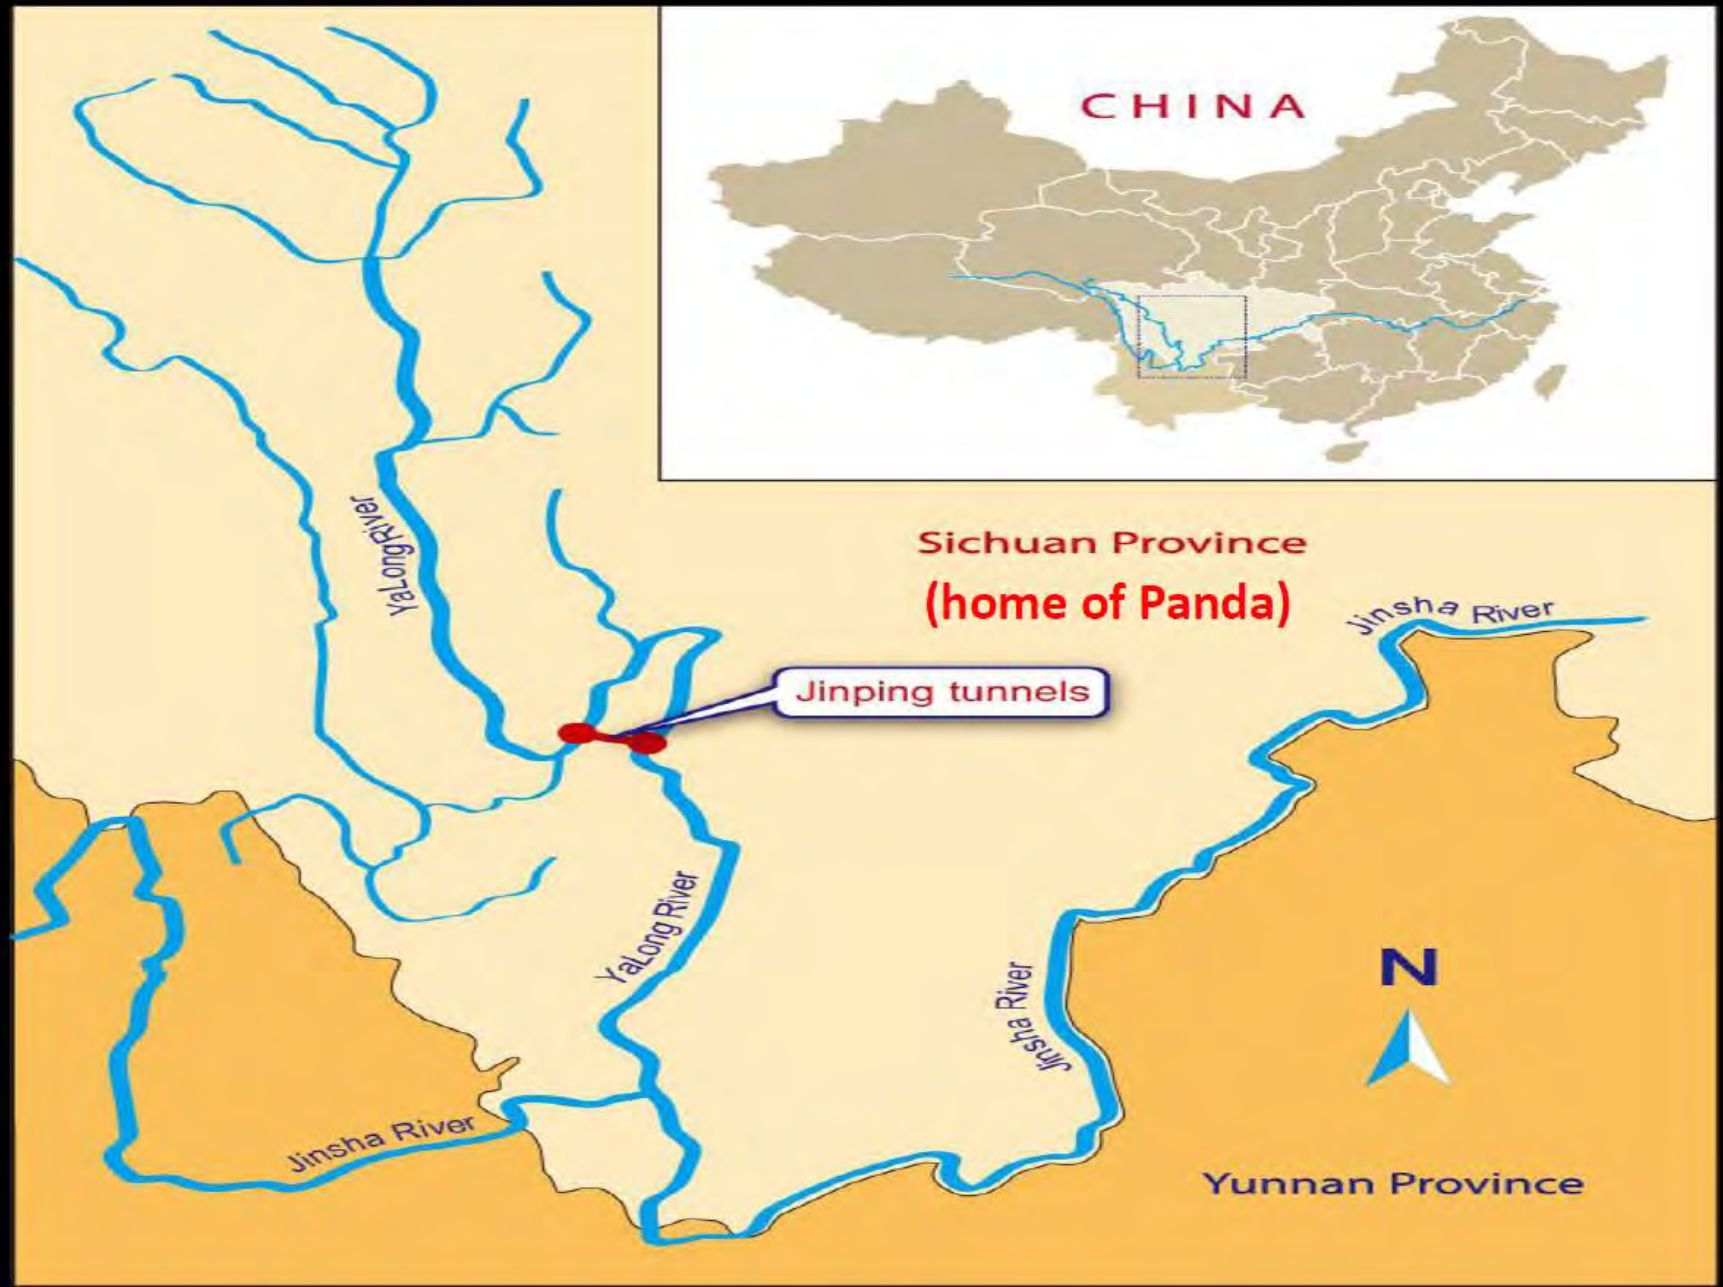 CHINA
Sichuan Province
(home of Panda)
YaLongRiver
Jinsha River
Jinping tunnels
YaLong River
Jinsha River
N
Jinsha River
Yunnan Province